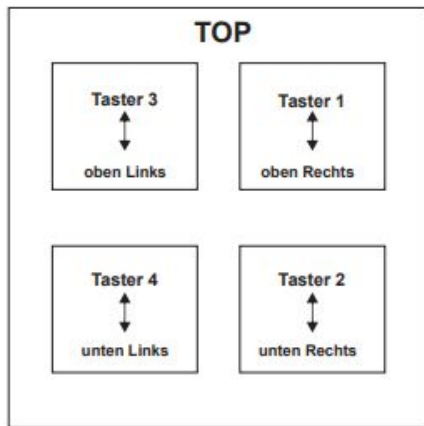 TOP
Taster 3
oben Links
Taster 1
oben Rechts
Taster 4
unten Links
Taster 2
unten Rechts